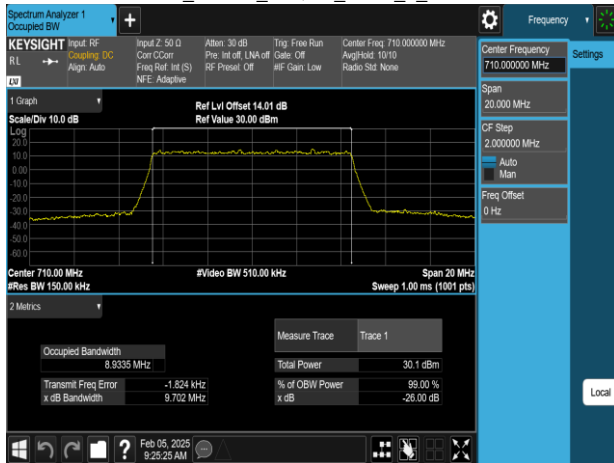 Spectrum Analyzer 1
Occupied BW
Frequency
KEYSIGHT
RL
LXI
Input: RF
Coupling: DC
Align: Auto
Input Z: 50 Ω
Corr CCorr
Freq Ref: Int (S)
NFE: Adaptive
Atten: 30 dB
Pre: Int off, LNA off
RF Preset: Off
Trig: Free Run
Gate: Off
#IF Gain: Low
Center Freq: 710.000000 MHz
Avg|Hold: 10/10
Radio Std: None
Center Frequency
710.000000 MHz
Settings
Span
20.000 MHz
CF Step
2.000000 MHz
Auto
Man
Freq Offset
0 Hz
1 Graph
Scale/Div 10.0 dB
Ref Lvl Offset 14.01 dB
Ref Value 30.00 dBm
Log
20.0
10.0
0.00
-10.0
-20.0
-30.0
-40.0
-50.0
-60.0
Center 710.00 MHz
#Video BW 510.00 kHz
Span 20 MHz
#Res BW 150.00 kHz
Sweep 1.00 ms (1001 pts)
2 Metrics
Measure Trace Trace 1
Occupied Bandwidth
8.9335 MHz
Total Power 30.1 dBm
Transmit Freq Error -1.824 kHz
% of OBW Power 99.00 %
x dB Bandwidth 9.702 MHz
x dB -26.00 dB
Local
Feb 05, 2025
9:25:25 AM